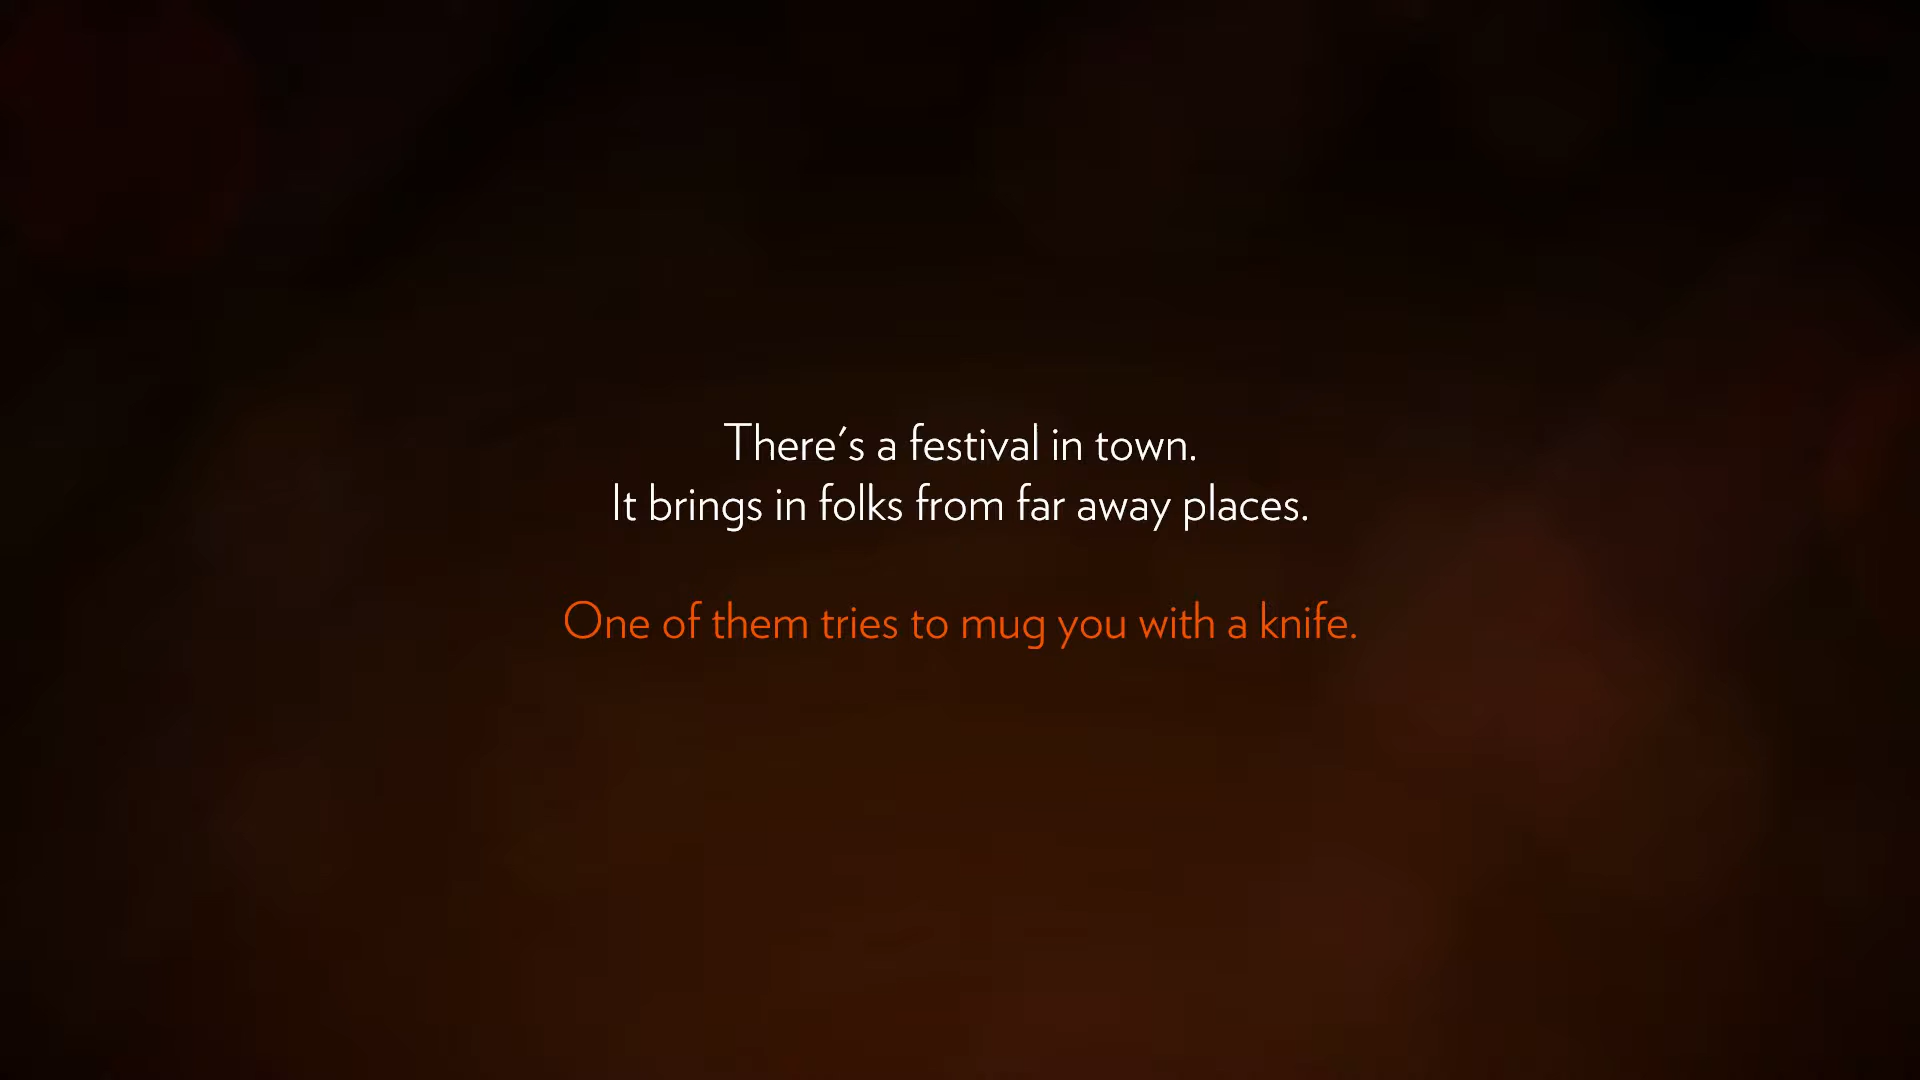 There's a festival in town.
It brings in folks from far away places.
One of them tries to mug you with a knife.